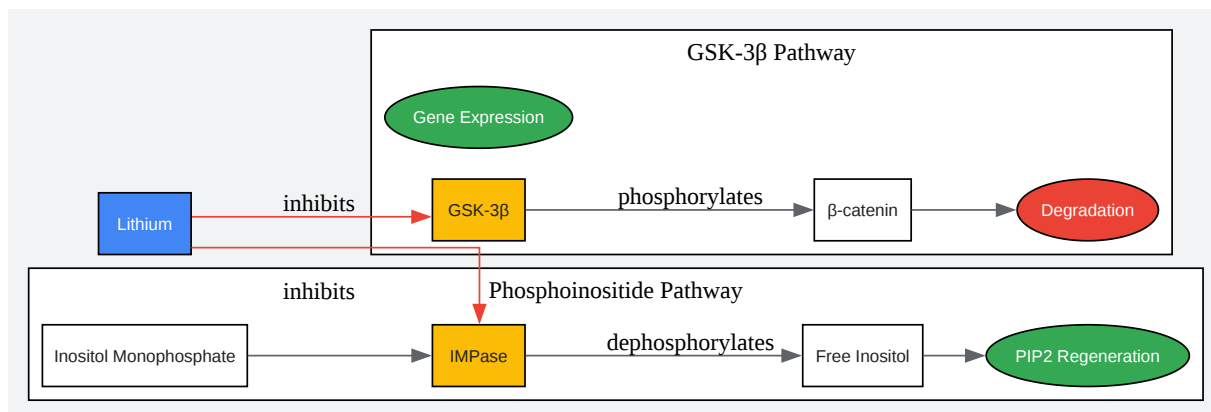 GSK-3β Pathway
Gene Expression
inhibits
phosphorylates
Lithium
GSK-3β
β-catenin
Degradation
inhibits
Phosphoinositide Pathway
dephosphorylates
Inositol Monophosphate
IMPase
Free Inositol
PIP2 Regeneration